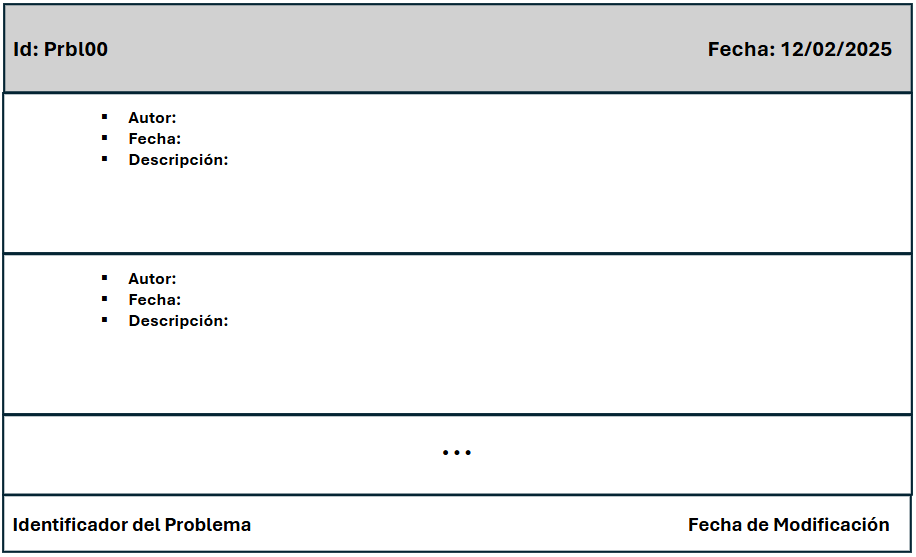 Id: Prbl00 Fecha: 12/02/2025
▪ Autor:
▪ Fecha:
▪ Descripción:
▪ Autor:
▪ Fecha:
▪ Descripción:
...
Identificador del Problema Fecha de Modificación